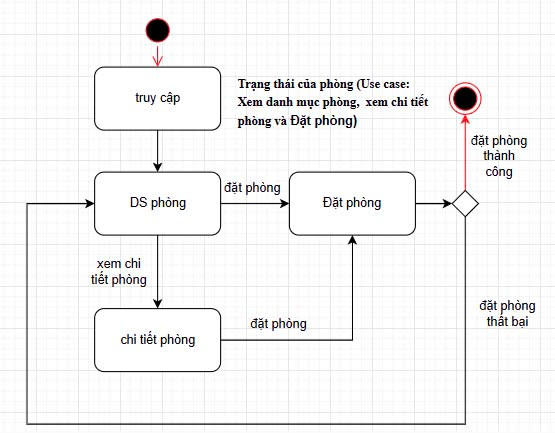 truy cập
Trạng thái của phòng (Use case:
Xem danh mục phòng, xem chi tiết
phòng và Đặt phòng)
đặt phòng
thành
công
DS phòng
đặt phòng
Đặt phòng
xem chi
tiết phòng
đặt phòng
thất bại
chi tiết phòng
đặt phòng